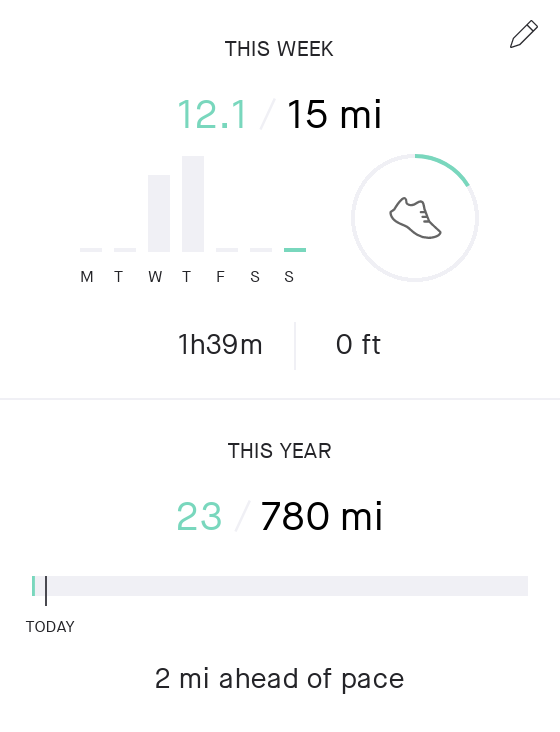 THIS WEEK
12.1 / 15 mi
M T W T F S S
1h39m 0 ft
THIS YEAR
23 / 780 mi
TODAY
2 mi ahead of pace